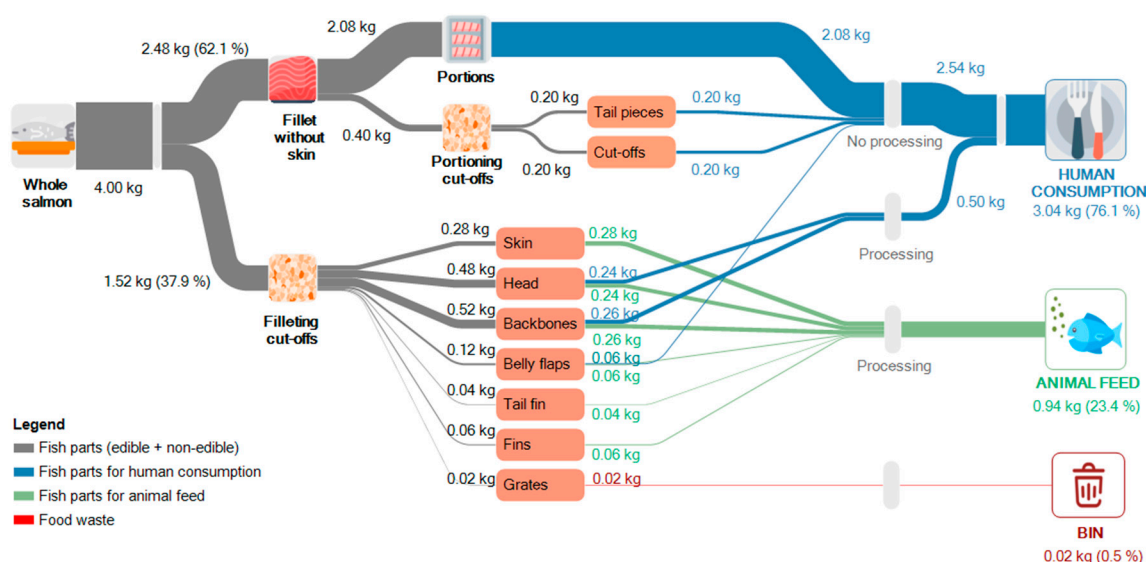 2.48 kg (62.1 %)
2.08 kg
Portions
2.08 kg
2.54 kg
Fillet
without
skin
0.40 kg
Portioning
cut-offs
0.20 kg
Tail pieces
0.20 kg
0.20 kg
Cut-offs
0.20 kg
No processing
Whole
salmon
4.00 kg
HUMAN
CONSUMPTION
3.04 kg (76.1 %)
0.50 kg
Processing
1.52 kg (37.9 %)
Filleting
cut-offs
0.28 kg
Skin
0.28 kg
0.48 kg
Head
0.24 kg
0.24 kg
0.52 kg
Backbones
0.26 kg
0.26 kg
0.12 kg
Belly flaps
0.06 kg
0.06 kg
0.04 kg
Tail fin
0.04 kg
0.06 kg
Fins
0.06 kg
0.02 kg
Grates
0.02 kg
Processing
ANIMAL FEED
0.94 kg (23.4 %)
BIN
0.02 kg (0.5 %)
Legend
Fish parts (edible + non-edible)
Fish parts for human consumption
Fish parts for animal feed
Food waste